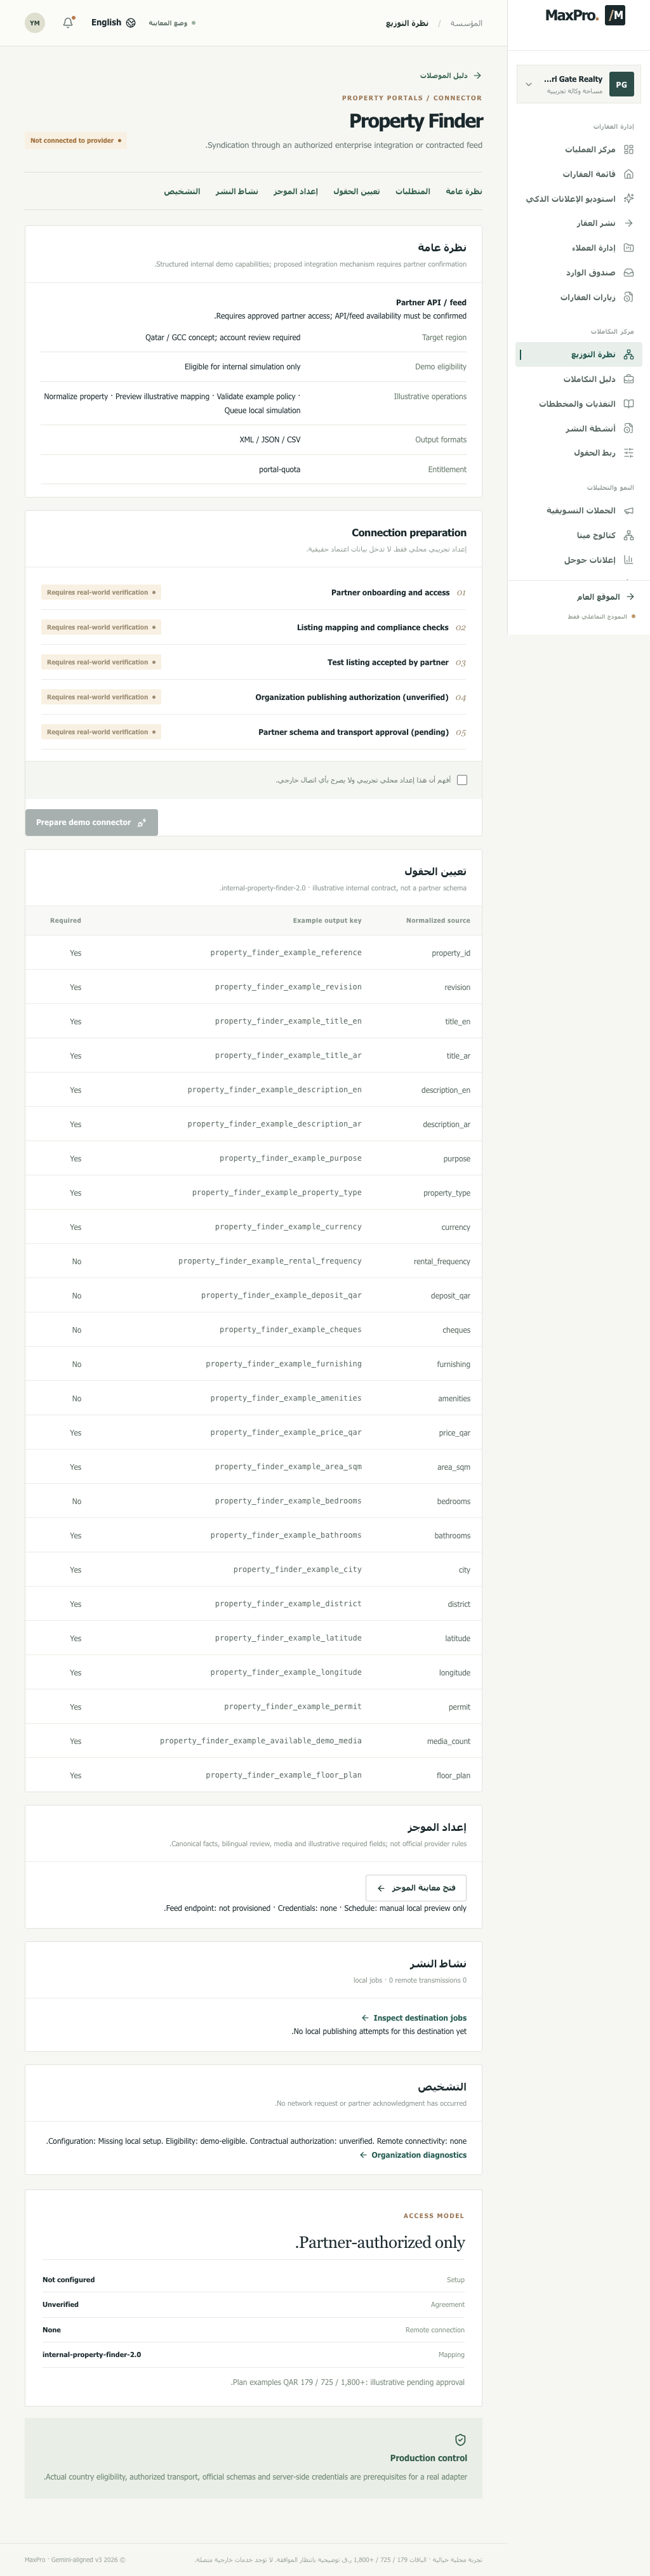 MaxPro. /M
المؤسسة / نظرة التوزيع
وضع المعاينة
English
YM
PG
...rl Gate Realty
مساحة وكالة تجريبية
إدارة العقارات
مركز العمليات
قائمة العقارات
استوديو الإعلانات الذكي
نشر العقار
إدارة العملاء
صندوق الوارد
زيارات العقارات
مركز التكاملات
نظرة التوزيع
دليل التكاملات
التغذيات والمخططات
أنشطة النشر
ربط الحقول
النمو والتحليلات
الحملات التسويقية
كتالوج ميتا
إعلانات جوجل
الموقع العام
النموذج التفاعلي فقط
دليل الموصلات
PROPERTY PORTALS / CONNECTOR
Property Finder
Syndication through an authorized enterprise integration or contracted feed.
Not connected to provider
نظرة عامة
المتطلبات
تعيين الحقول
إعداد الموجز
نشاط النشر
التشخيص
نظرة عامة
Structured internal demo capabilities; proposed integration mechanism requires partner confirmation.
Partner API / feed
Requires approved partner access; API/feed availability must be confirmed.
Target region
Qatar / GCC concept; account review required
Demo eligibility
Eligible for internal simulation only
Illustrative operations
Normalize property · Preview illustrative mapping · Validate example policy ·
Queue local simulation
Output formats
XML / JSON / CSV
Entitlement
portal-quota
Connection preparation
إعداد تجريبي محلي فقط. لا تدخل بيانات اعتماد حقيقية.
01 Partner onboarding and access
Requires real-world verification
02 Listing mapping and compliance checks
Requires real-world verification
03 Test listing accepted by partner
Requires real-world verification
04 Organization publishing authorization (unverified)
Requires real-world verification
05 Partner schema and transport approval (pending)
Requires real-world verification
أفهم أن هذا إعداد محلي تجريبي ولا يصرح بأي اتصال خارجي.
Prepare demo connector
تعيين الحقول
internal-property-finder-2.0 · illustrative internal contract, not a partner schema.
Normalized source Example output key Required
property_id property_finder_example_reference Yes
revision property_finder_example_revision Yes
title_en property_finder_example_title_en Yes
title_ar property_finder_example_title_ar Yes
description_en property_finder_example_description_en Yes
description_ar property_finder_example_description_ar Yes
purpose property_finder_example_purpose Yes
property_type property_finder_example_property_type Yes
currency property_finder_example_currency Yes
rental_frequency property_finder_example_rental_frequency No
deposit_qar property_finder_example_deposit_qar No
cheques property_finder_example_cheques No
furnishing property_finder_example_furnishing No
amenities property_finder_example_amenities No
price_qar property_finder_example_price_qar Yes
area_sqm property_finder_example_area_sqm Yes
bedrooms property_finder_example_bedrooms No
bathrooms property_finder_example_bathrooms Yes
city property_finder_example_city Yes
district property_finder_example_district Yes
latitude property_finder_example_latitude Yes
longitude property_finder_example_longitude Yes
permit property_finder_example_permit Yes
media_count property_finder_example_available_demo_media Yes
floor_plan property_finder_example_floor_plan Yes
إعداد الموجز
Canonical facts, bilingual review, media and illustrative required fields; not official provider rules.
فتح معاينة الموجز
Feed endpoint: not provisioned · Credentials: none · Schedule: manual local preview only.
نشاط النشر
0 local jobs · 0 remote transmissions
Inspect destination jobs
No local publishing attempts for this destination yet.
التشخيص
No network request or partner acknowledgment has occurred.
Configuration: Missing local setup. Eligibility: demo-eligible. Contractual authorization: unverified. Remote connectivity: none.
Organization diagnostics
ACCESS MODEL
Partner-authorized only.
Setup Not configured
Agreement Unverified
Remote connection None
Mapping internal-property-finder-2.0
Plan examples QAR 179 / 725 / 1,800+: illustrative pending approval.
Production control
Actual country eligibility, authorized transport, official schemas and server-side credentials are prerequisites for a real adapter.
تجربة محلية خيالية · الباقات 179 / 725 / 1,800+ ر.ق توضيحية بانتظار الموافقة. لا توجد خدمات خارجية متصلة.
© 2026 MaxPro · Gemini-aligned v3